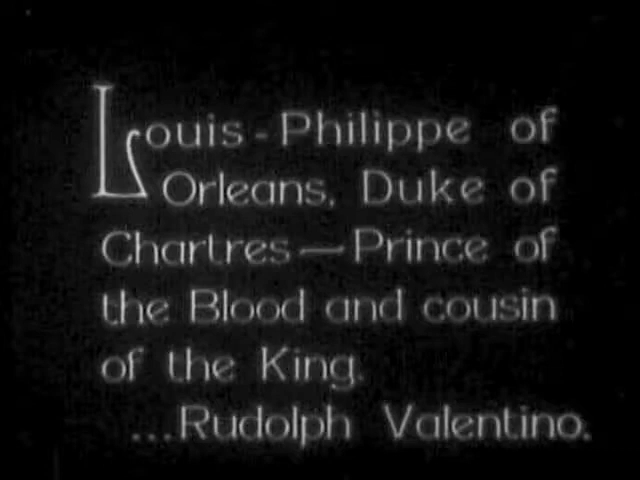 Louis-Philippe of
Orleans, Duke of
Chartres—Prince of
the Blood and cousin
of the King.
...Rudolph Valentino.